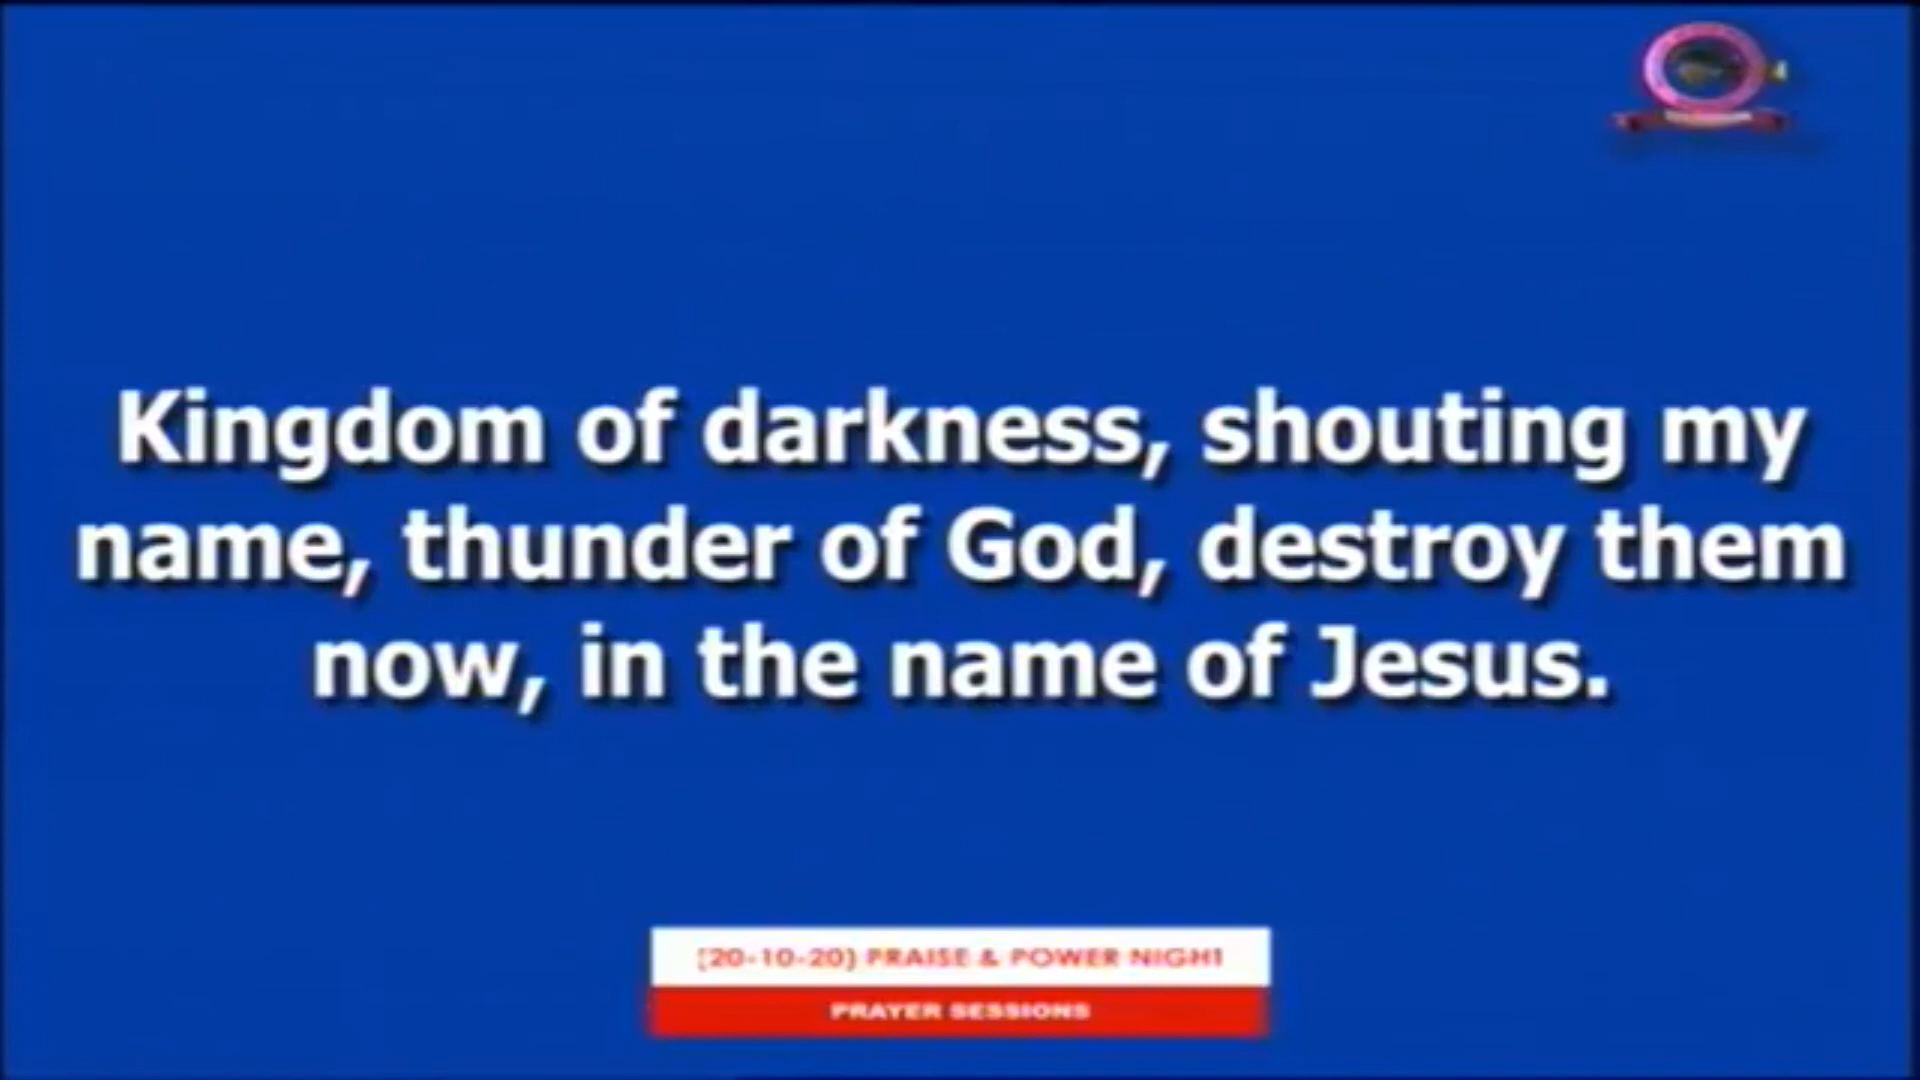 Kingdom of darkness, shouting my
name, thunder of God, destroy them
now, in the name of Jesus.
[20-10-20) PRAISE & POWER NIGHT
PRAYER SESSIONS